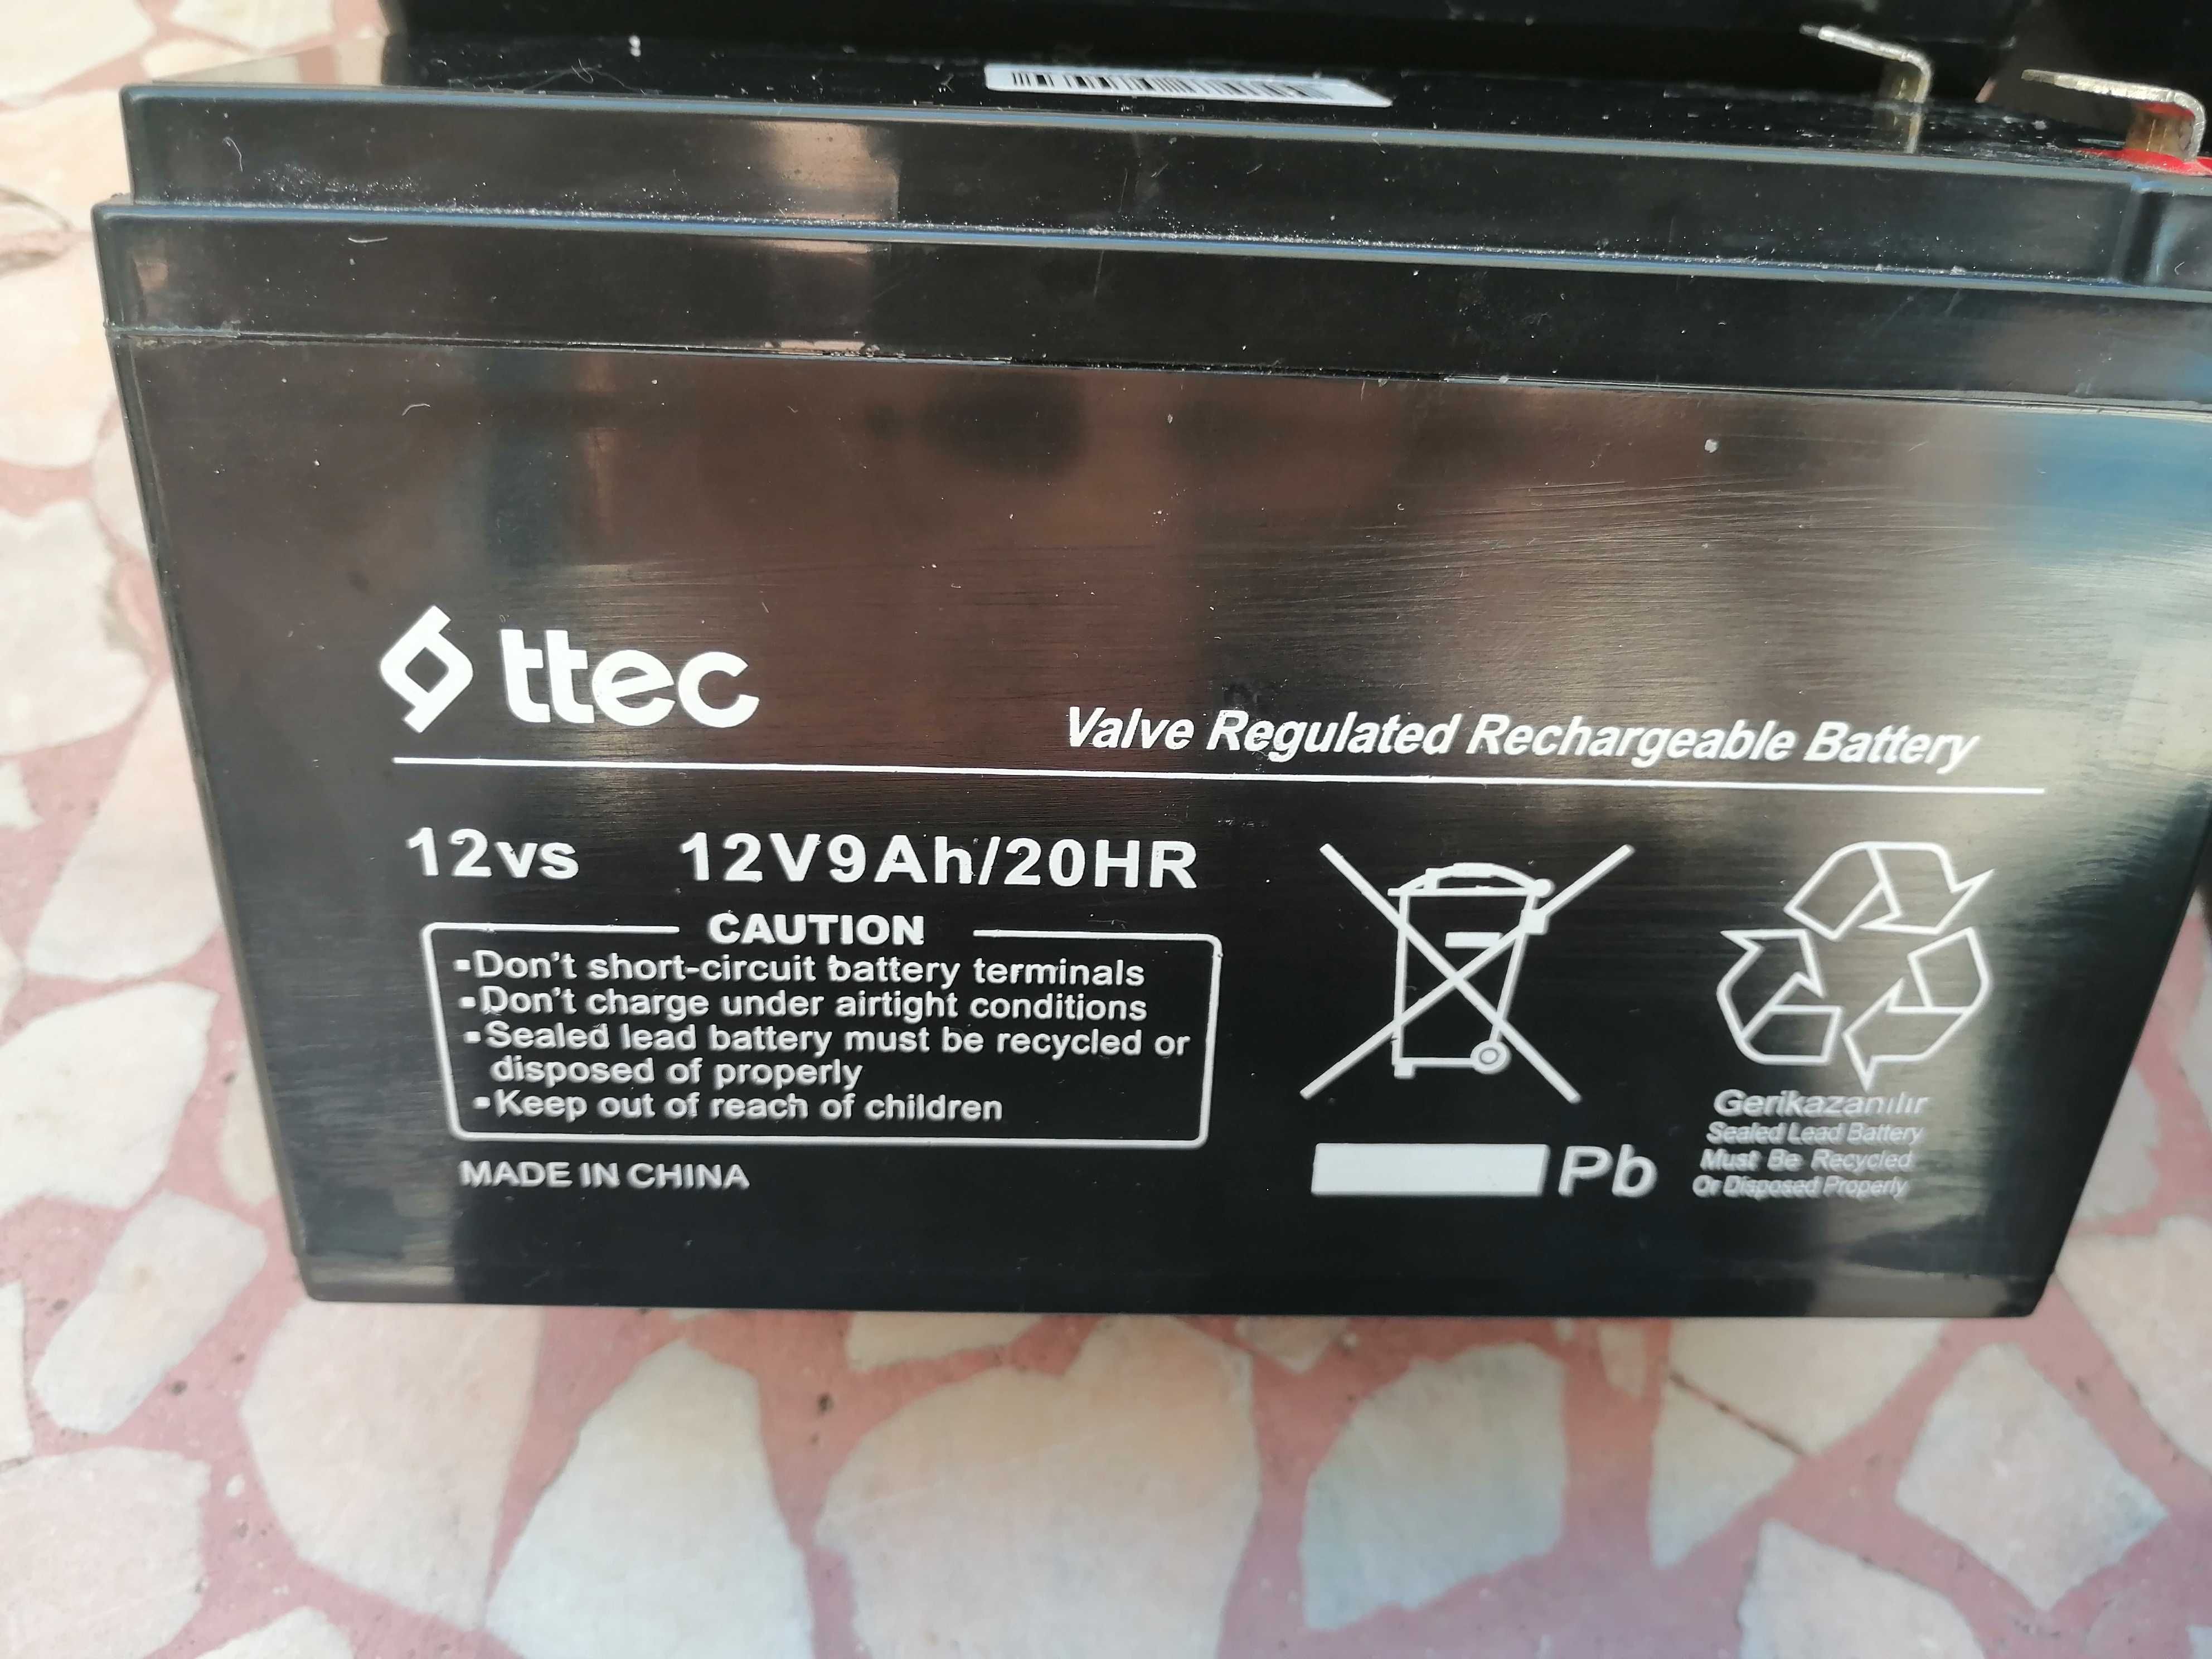 ttec
Valve Regulated Rechargeable Battery
12vs 12V9Ah/20HR
CAUTION
▪Don't short-circuit battery terminals
▪Don't charge under airtight conditions
▪Sealed lead battery must be recycled or
disposed of properly
▪Keep out of reach of children
MADE IN CHINA
Pb
Gerikazanılır
Sealed Lead Battery
Must Be Recycled
Or Disposed Properly